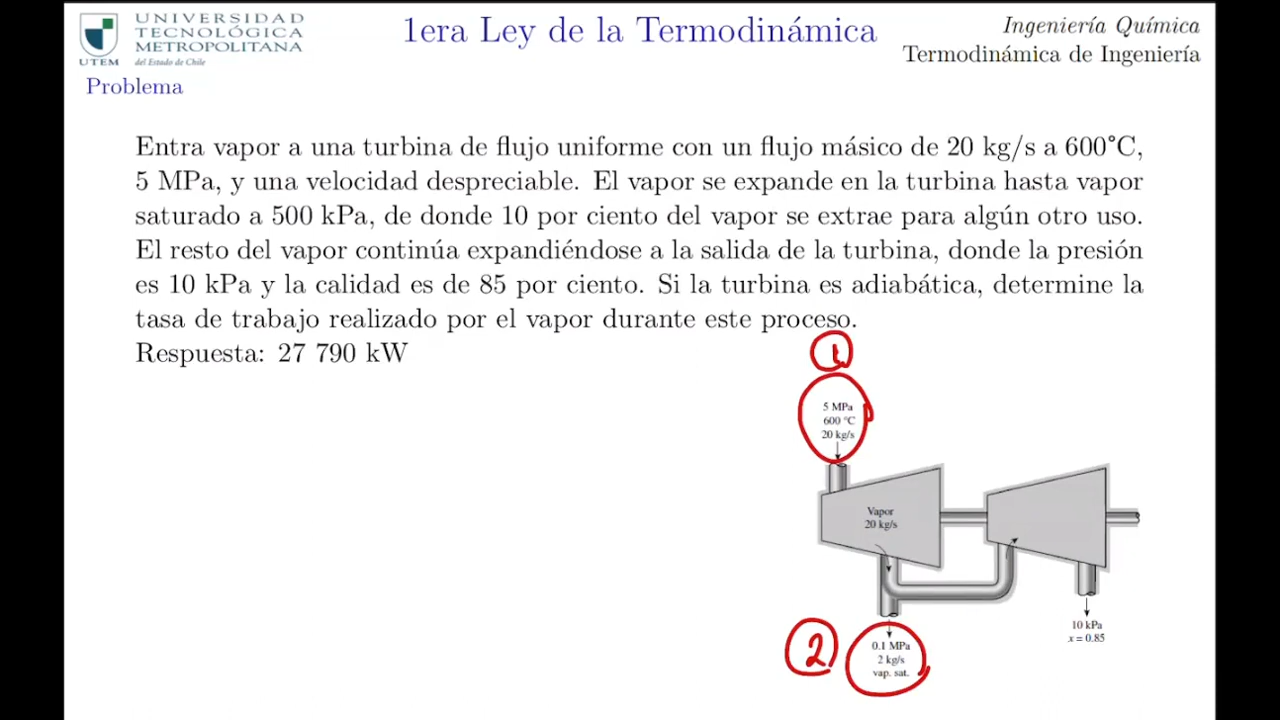 UNIVERSIDAD
TECNOLÓGICA
METROPOLITANA
UTEM
del Estado de Chile
1era Ley de la Termodinámica
Ingeniería Química
Termodinámica de Ingeniería
Problema
Entra vapor a una turbina de flujo uniforme con un flujo másico de 20 kg/s a 600°C,
5 MPa, y una velocidad despreciable. El vapor se expande en la turbina hasta vapor
saturado a 500 kPa, de donde 10 por ciento del vapor se extrae para algún otro uso.
El resto del vapor continúa expandiéndose a la salida de la turbina, donde la presión
es 10 kPa y la calidad es de 85 por ciento. Si la turbina es adiabática, determine la
tasa de trabajo realizado por el vapor durante este proceso.
Respuesta: 27 790 kW
1
5 MPa
600 °C
20 kg/s
Vapor
20 kg/s
2
0.1 MPa
2 kg/s
vap. sat.
10 kPa
x = 0.85